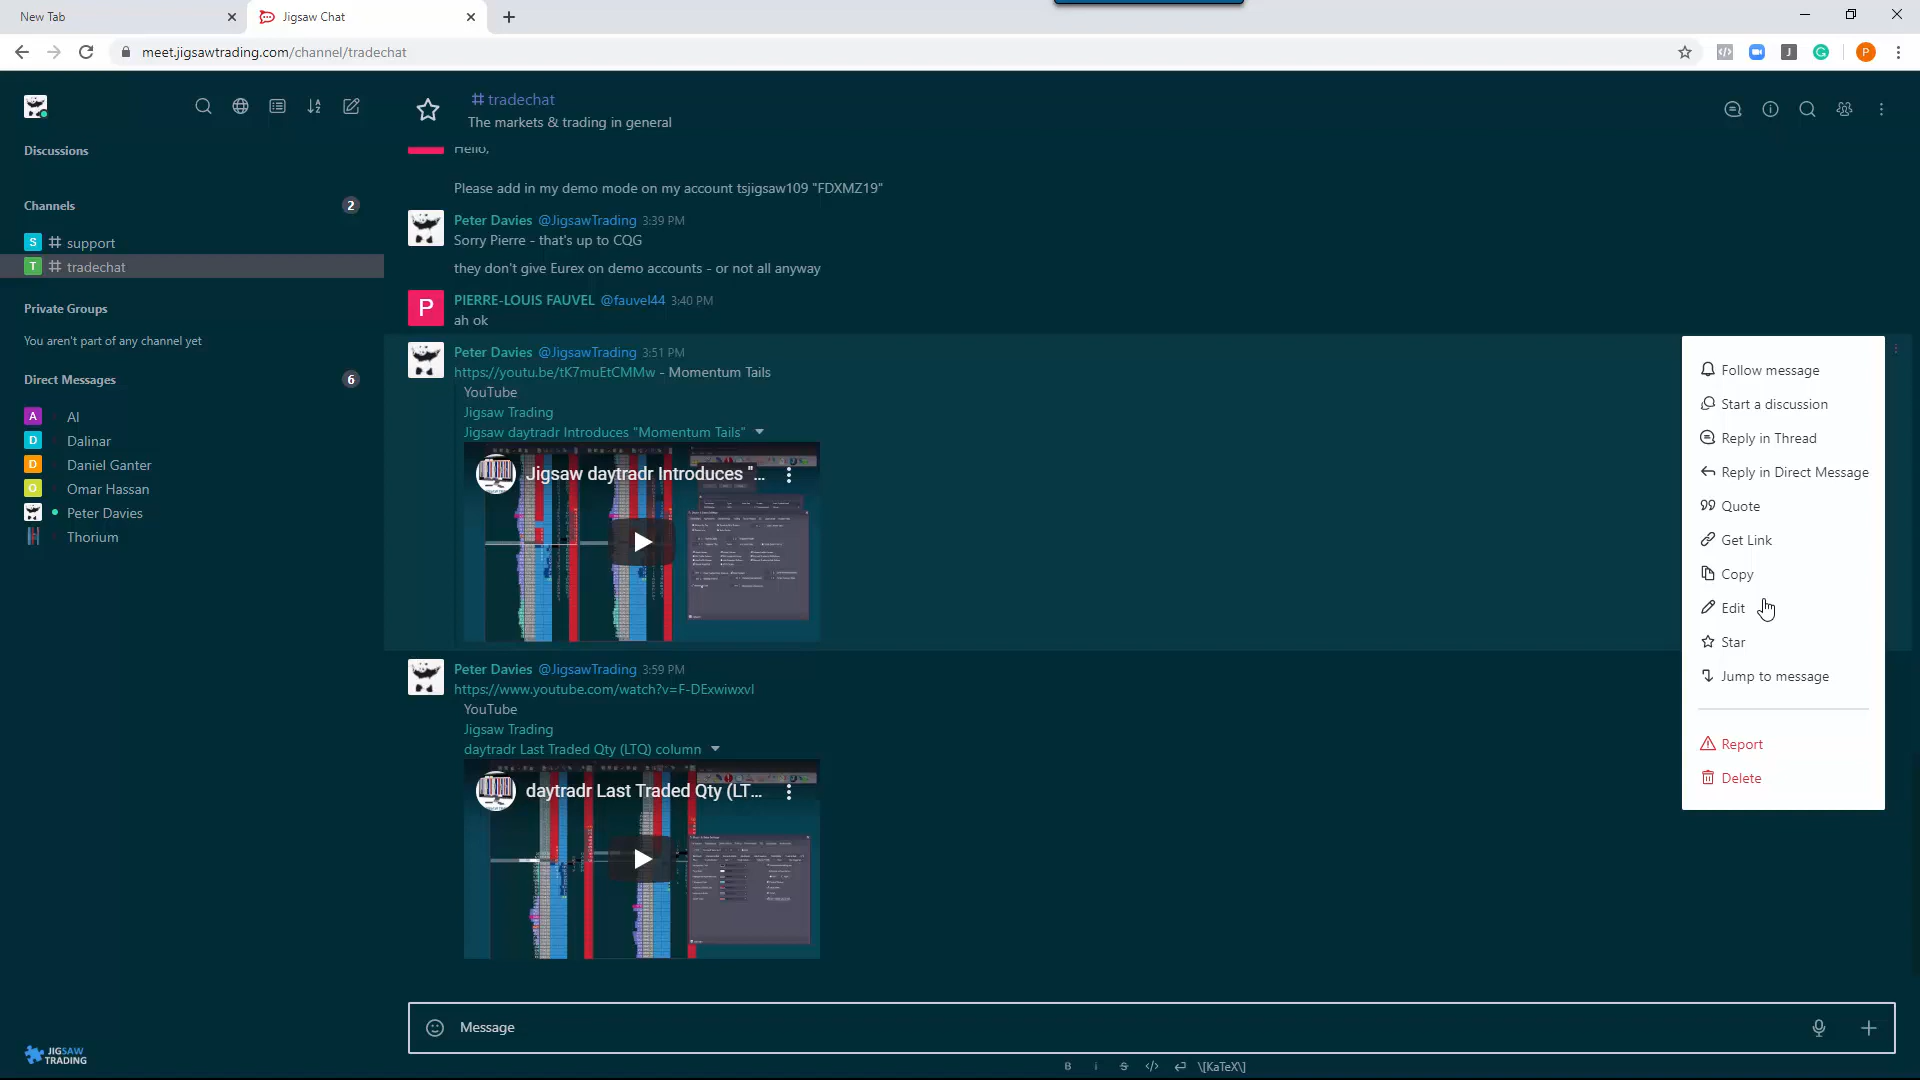 New Tab
Jigsaw Chat
meet.jigsawtrading.com/channel/tradechat
J
P
Discussions
Channels 2
S support
T tradechat
Private Groups
You aren't part of any channel yet
Direct Messages 6
A AI
D Dalinar
D Daniel Ganter
O Omar Hassan
Peter Davies
Thorium
JIGSAW
TRADING
tradechat
The markets & trading in general
Hello,
Please add in my demo mode on my account tsjigsaw109 "FDXMZ19"
Peter Davies @JigsawTrading 3:39 PM
Sorry Pierre - that's up to CQG
they don't give Eurex on demo accounts - or not all anyway
P
PIERRE-LOUIS FAUVEL @fauvel44 3:40 PM
ah ok
Peter Davies @JigsawTrading 3:51 PM
https://youtu.be/tK7muEtCMMw - Momentum Tails
YouTube
Jigsaw Trading
Jigsaw daytradr Introduces "Momentum Tails"
Jigsaw daytradr Introduces "...
Peter Davies @JigsawTrading 3:59 PM
https://www.youtube.com/watch?v=F-DExwiwxvI
YouTube
Jigsaw Trading
daytradr Last Traded Qty (LTQ) column
daytradr Last Traded Qty (LT...
Follow message
Start a discussion
Reply in Thread
Reply in Direct Message
Quote
Get Link
Copy
Edit
Star
Jump to message
Report
Delete
Message
B i S </> \[KaTeX\]